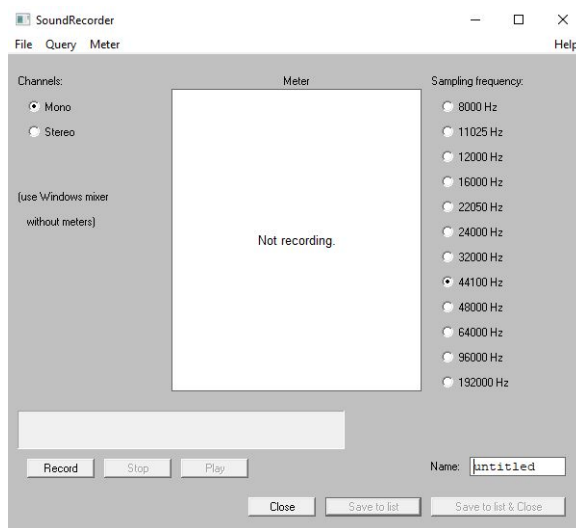 SoundRecorder
File Query Meter Help
Channels:
Mono
Stereo
(use Windows mixer
without meters)
Meter
Not recording.
Sampling frequency:
8000 Hz
11025 Hz
12000 Hz
16000 Hz
22050 Hz
24000 Hz
32000 Hz
44100 Hz
48000 Hz
64000 Hz
96000 Hz
192000 Hz
Record Stop Play
Name: untitled
Close Save to list Save to list & Close